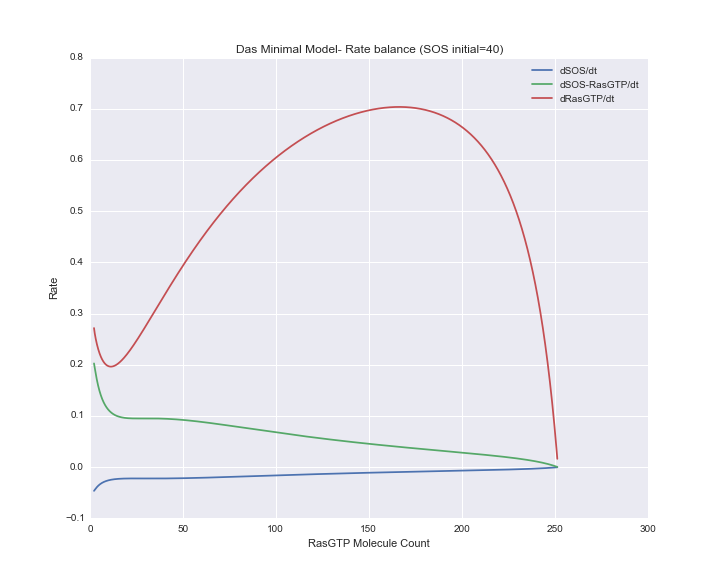 Das Minimal Model- Rate balance (SOS initial=40)
0.8
0.7
0.6
0.5
0.4
0.3
0.2
0.1
0.0
−0.1
Rate
dSOS/dt
dSOS-RasGTP/dt
dRasGTP/dt
0 50 100 150 200 250 300
RasGTP Molecule Count